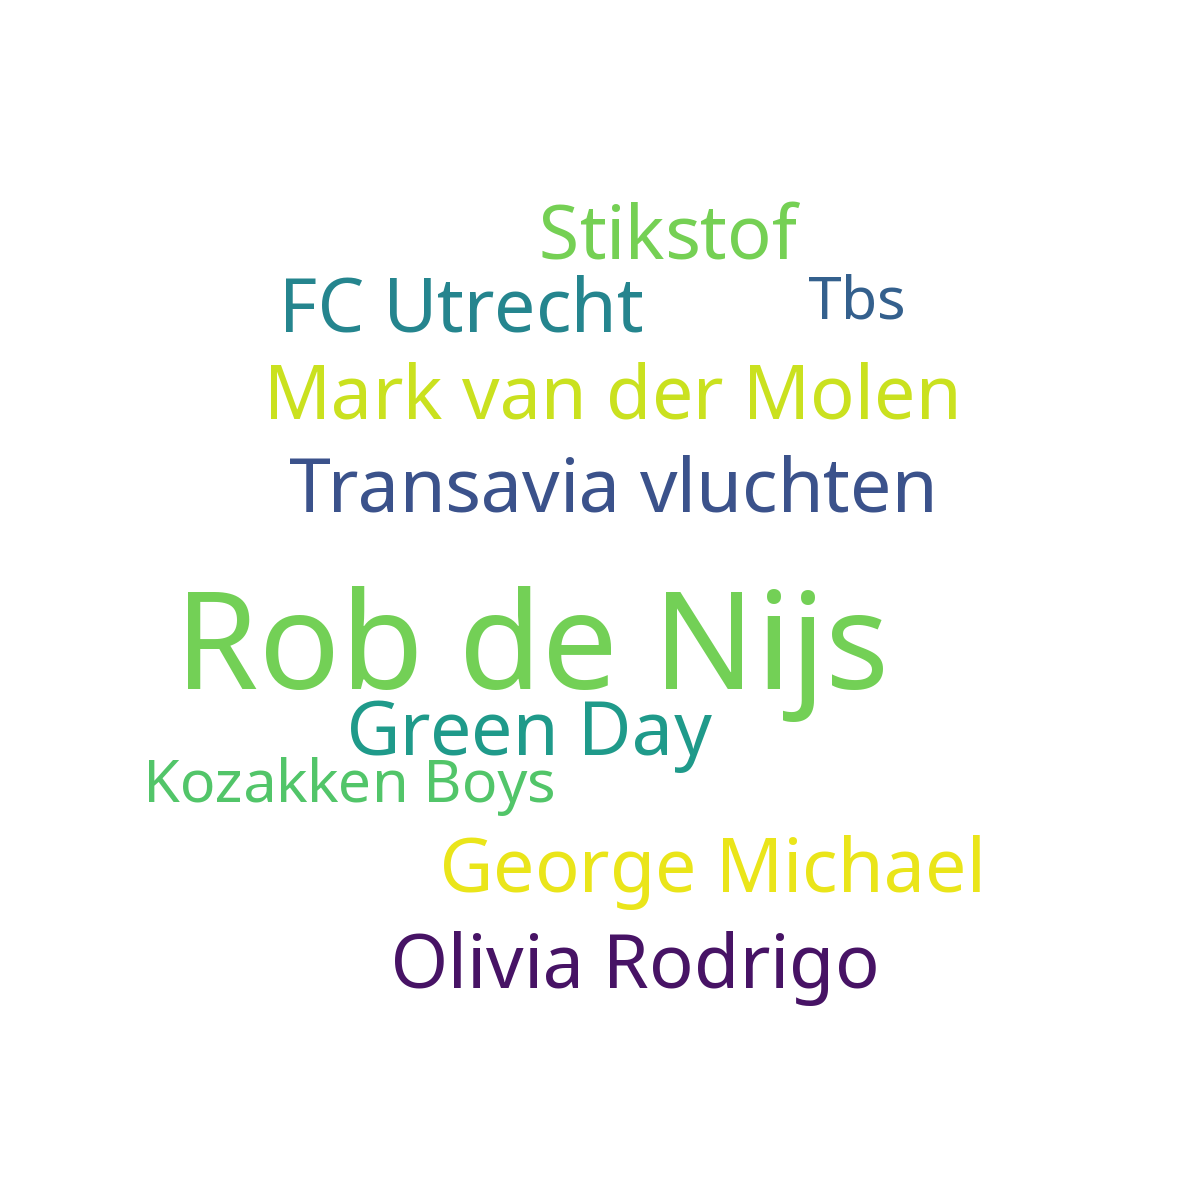 Stikstof
FC Utrecht
Tbs
Mark van der Molen
Transavia vluchten
Rob de Nijs
Green Day
Kozakken Boys
George Michael
Olivia Rodrigo